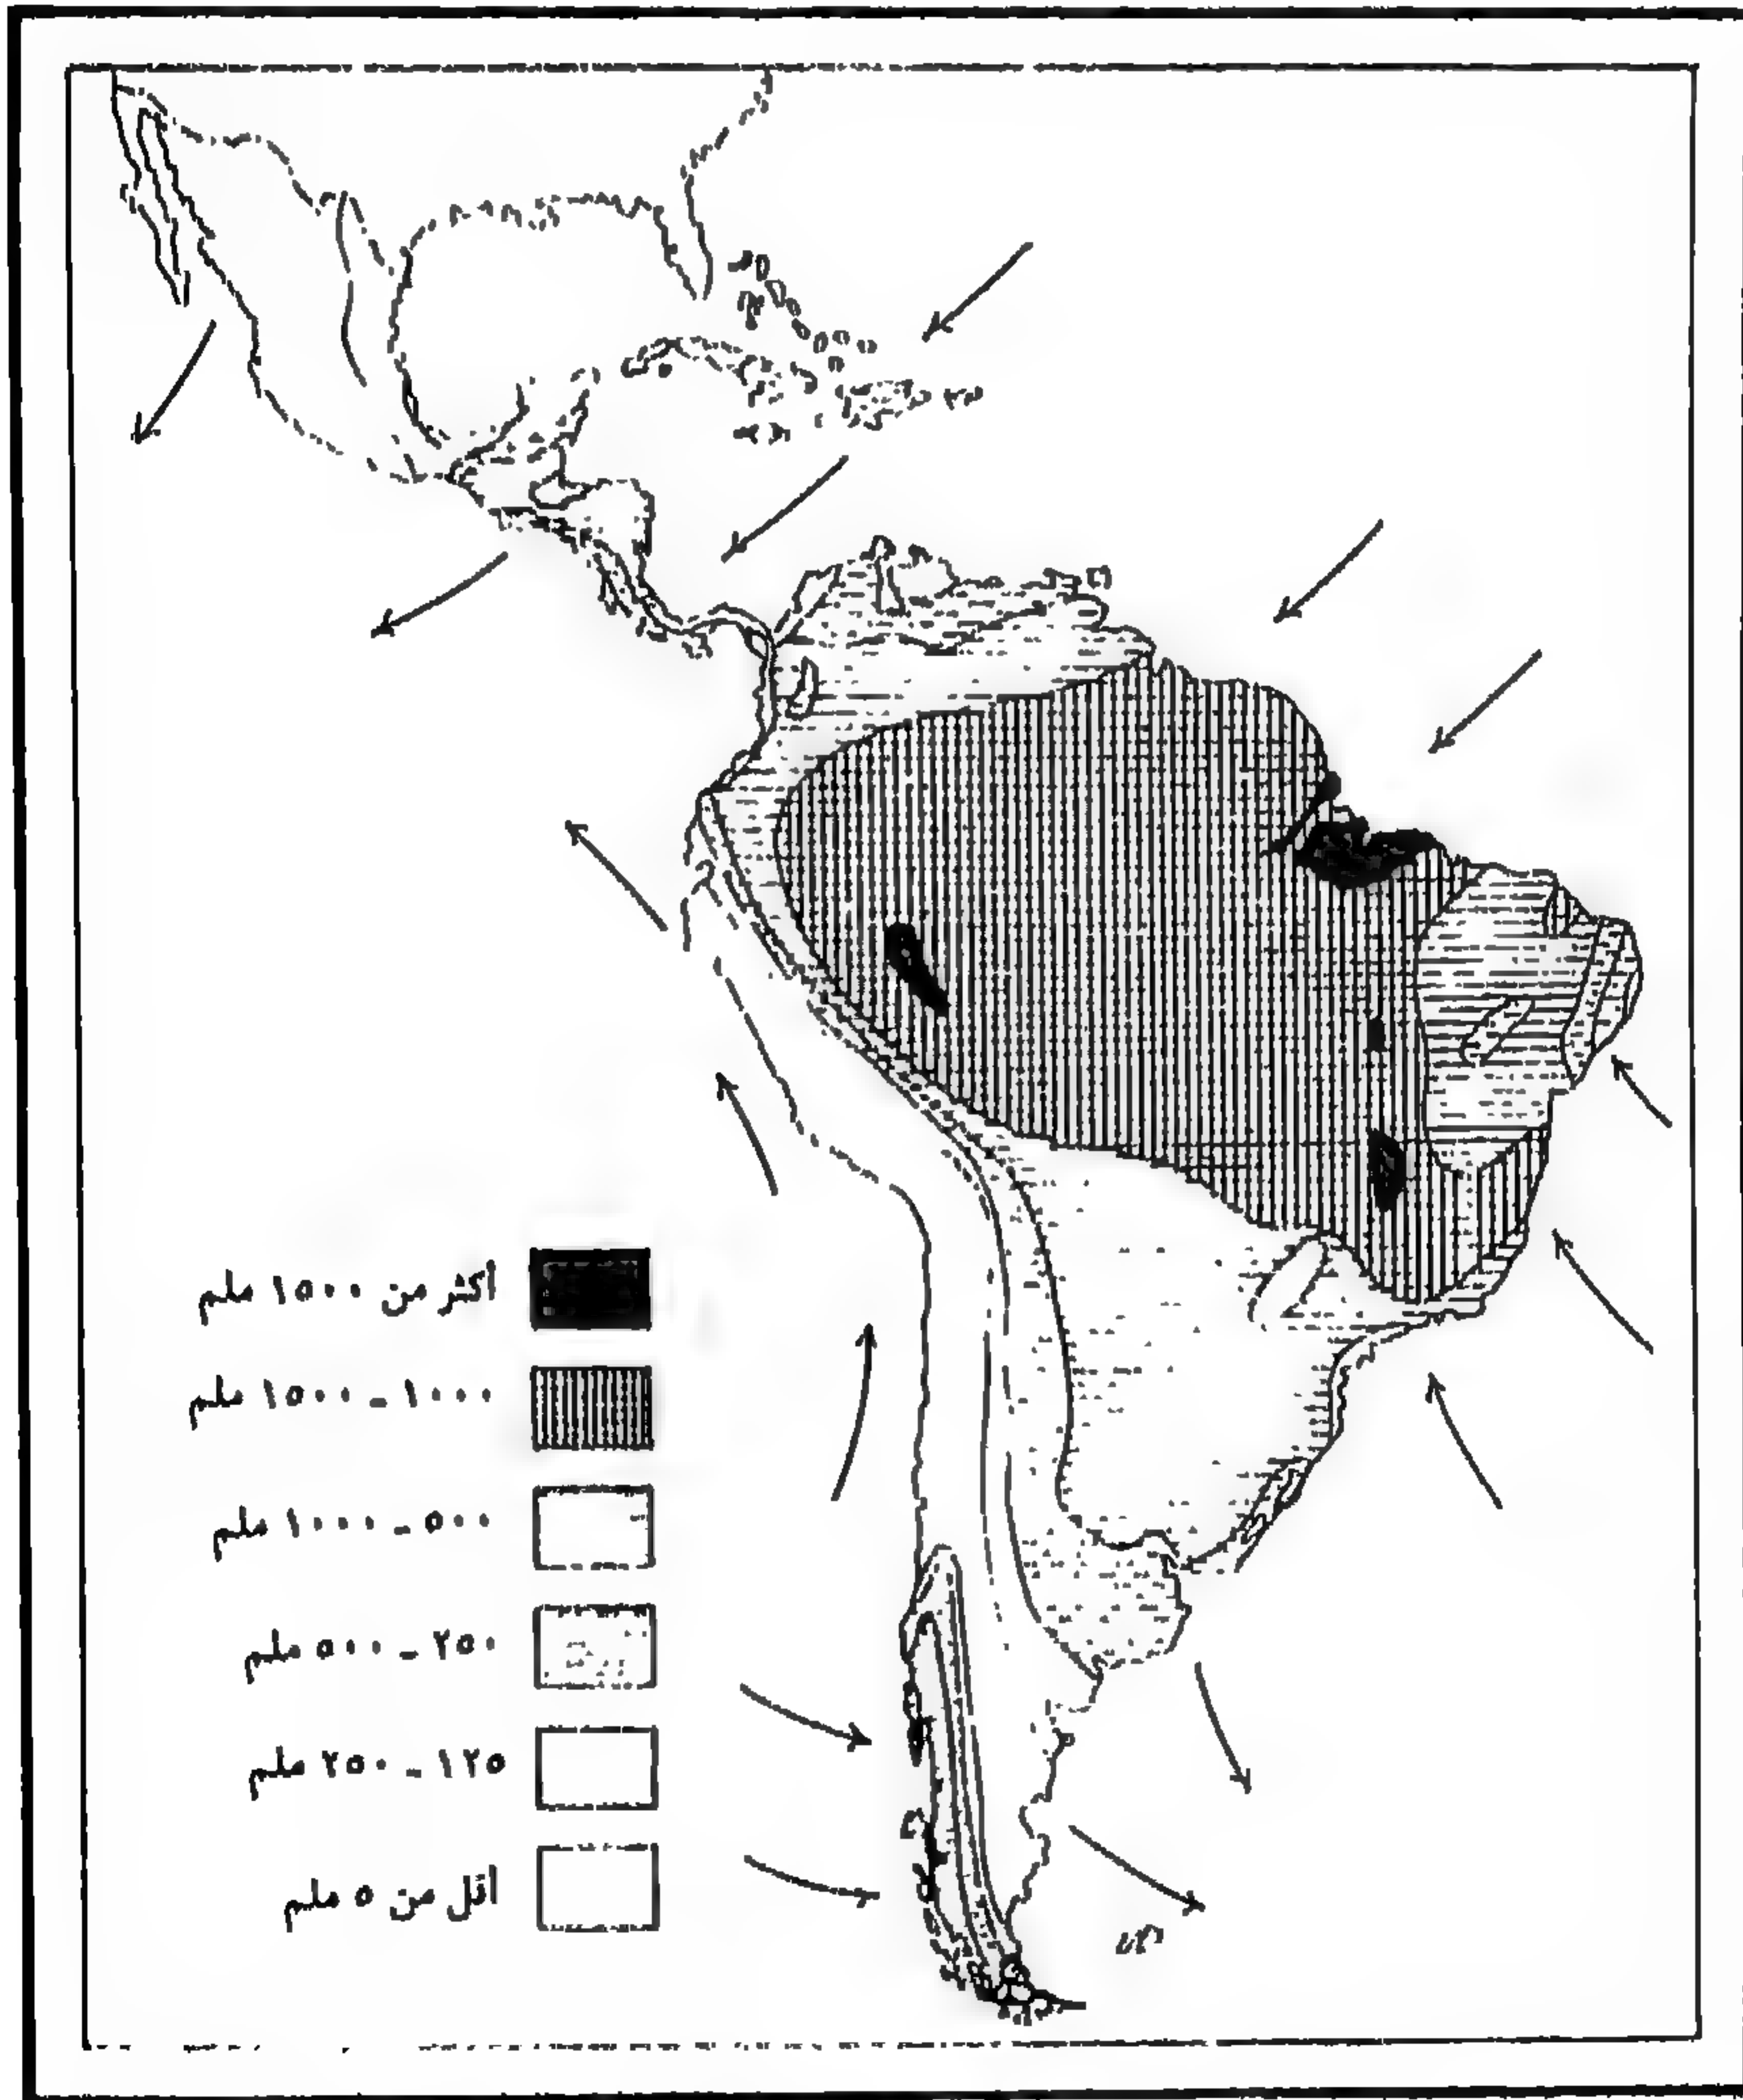 أكثر من ١٥٠٠ ملم
١٠٠٠ - ١٥٠٠ ملم
٥٠٠ - ١٠٠٠ ملم
٢٥٠ - ٥٠٠ ملم
١٢٥ - ٢٥٠ ملم
أقل من ٥ ملم